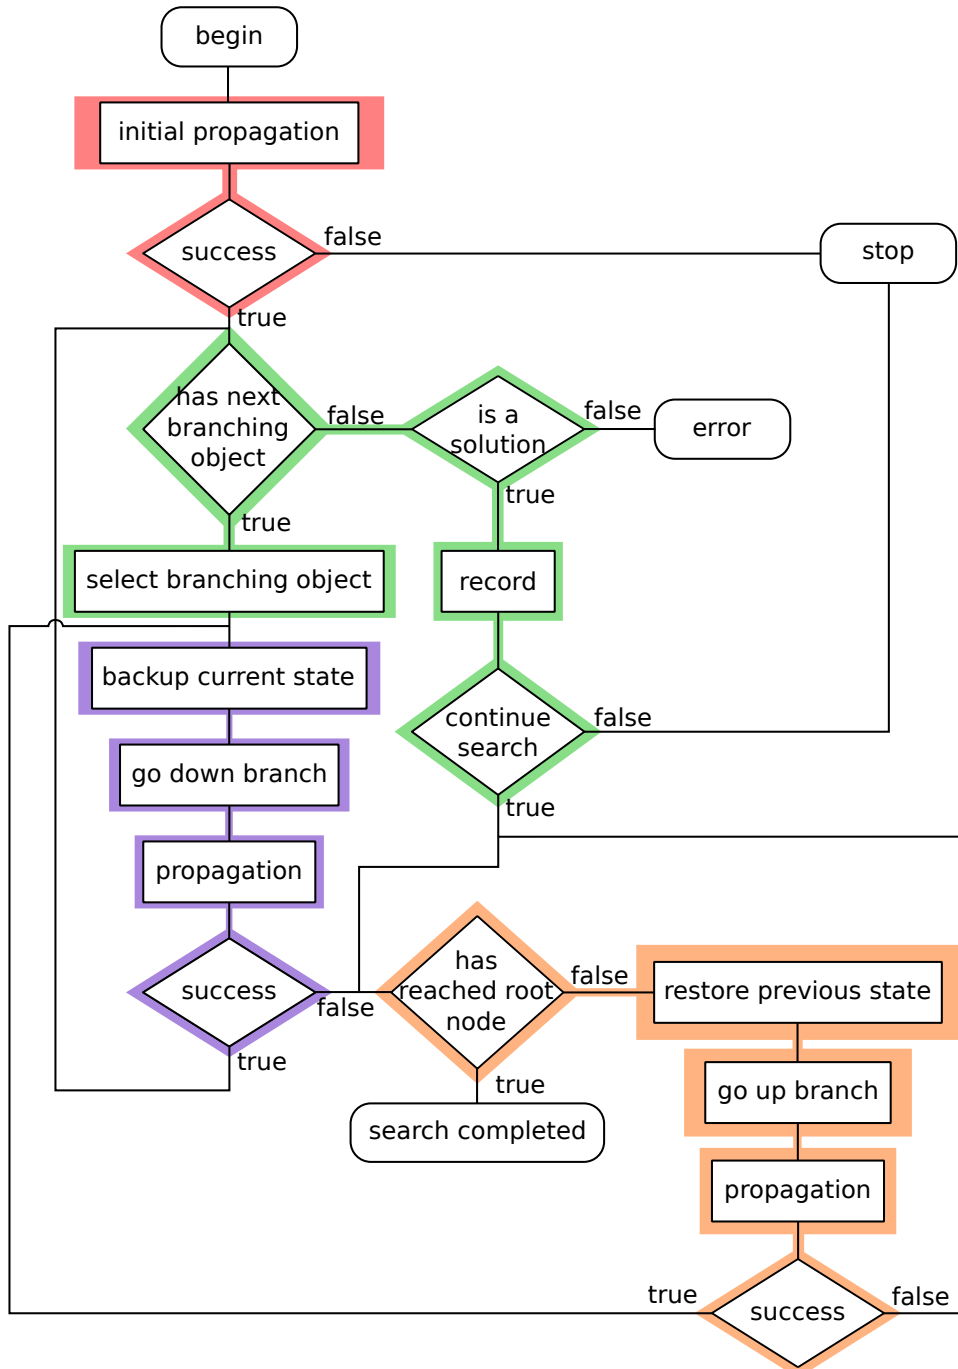 begin
initial propagation
success
false
stop
true
has next
branching
object
false
is a
solution
false
error
true
true
select branching object
record
backup current state
continue
search
false
go down branch
true
propagation
has
reached root
node
false
restore previous state
success
false
true
true
go up branch
search completed
propagation
true
success
false